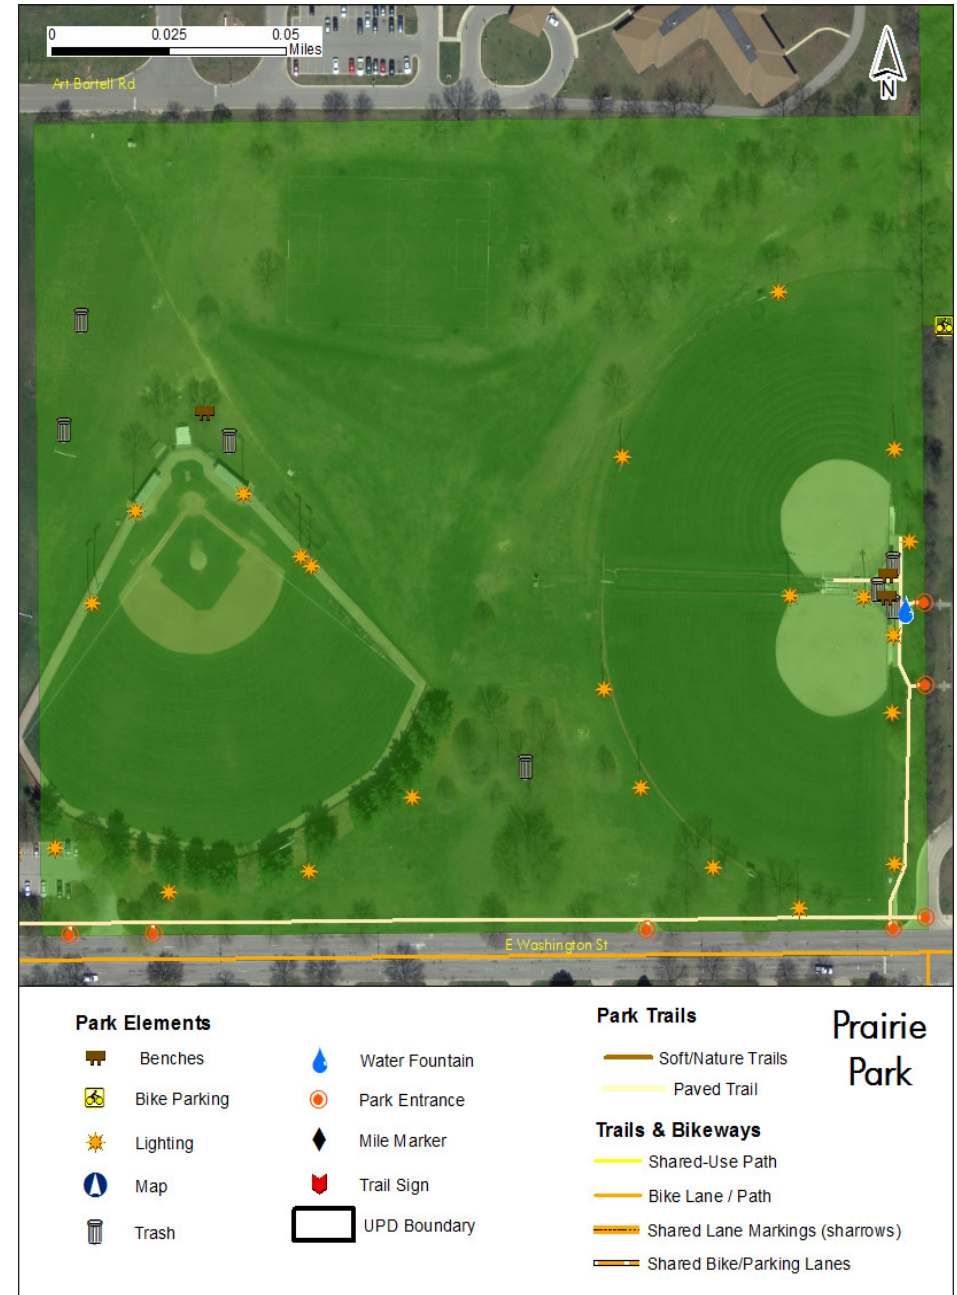 0 0.025 0.05
Miles
Art Bartell Rd
N
E Washington St
Prairie
Park
Park Elements
Benches
Bike Parking
Lighting
Map
Trash
Water Fountain
Park Entrance
Mile Marker
Trail Sign
UPD Boundary
Park Trails
Soft/Nature Trails
Paved Trail
Trails & Bikeways
Shared-Use Path
Bike Lane / Path
Shared Lane Markings (sharrows)
Shared Bike/Parking Lanes